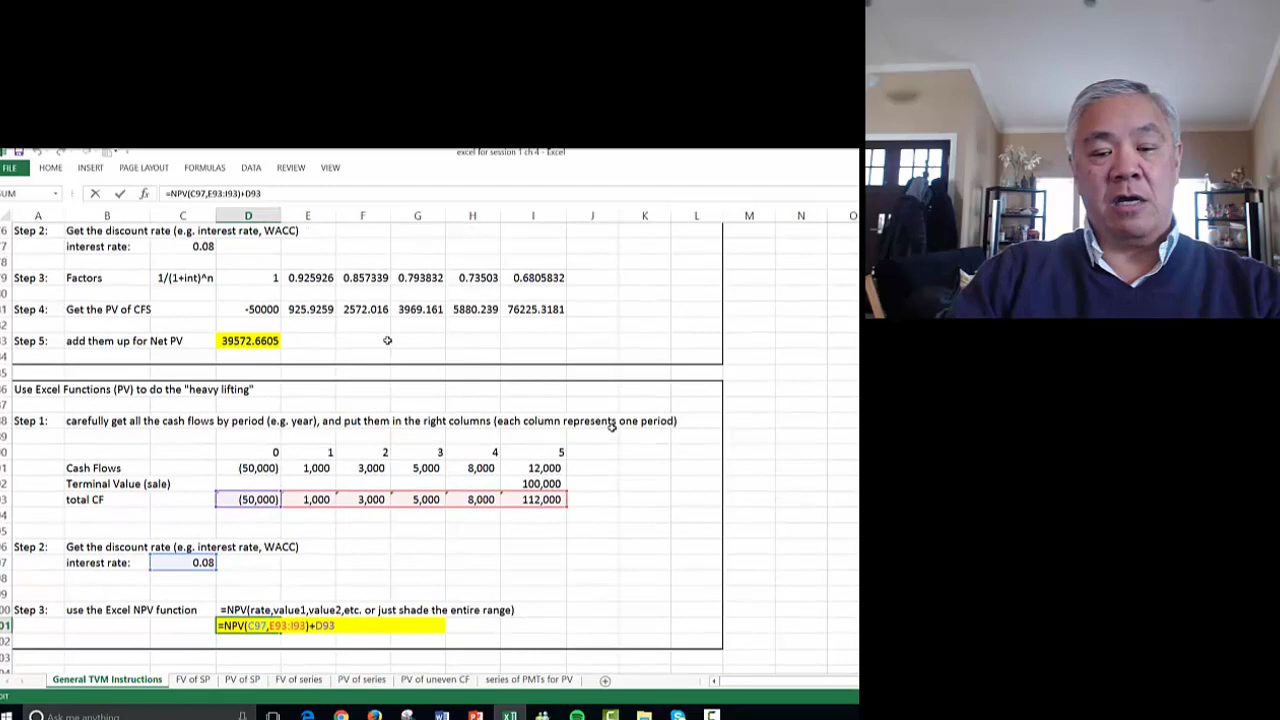 excel for session 1 ch 4 - Excel
FILE HOME INSERT PAGE LAYOUT FORMULAS DATA REVIEW VIEW
SUM =NPV(C97,E93:I93)+D93
A B C D E F G H I J K L M N O
Step 2: Get the discount rate (e.g. interest rate, WACC)
interest rate: 0.08
Step 3: Factors 1/(1+int)^n 1 0.925926 0.857339 0.793832 0.73503 0.6805832
Step 4: Get the PV of CFS -50000 925.9259 2572.016 3969.161 5880.239 76225.3181
Step 5: add them up for Net PV 39572.6605
Use Excel Functions (PV) to do the "heavy lifting"
Step 1: carefully get all the cash flows by period (e.g. year), and put them in the right columns (each column represents one period)
0 1 2 3 4 5
Cash Flows (50,000) 1,000 3,000 5,000 8,000 12,000
Terminal Value (sale) 100,000
total CF (50,000) 1,000 3,000 5,000 8,000 112,000
Step 2: Get the discount rate (e.g. interest rate, WACC)
interest rate: 0.08
Step 3: use the Excel NPV function =NPV(rate,value1,value2,etc. or just shade the entire range)
=NPV(C97,E93:I93)+D93
General TVM Instructions FV of SP PV of SP FV of series PV of series PV of uneven CF series of PMTs for PV
Ask me anything